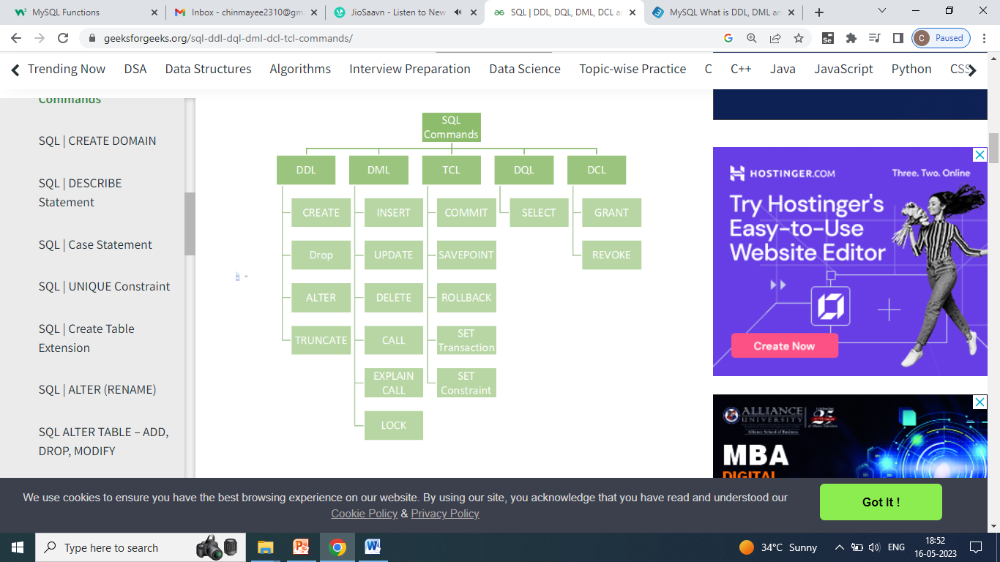 MySQL Functions
Inbox - chinmayee2310@gm
JioSaavn - Listen to New
SQL | DDL, DQL, DML, DCL a
MySQL What is DDL, DML an
geeksforgeeks.org/sql-ddl-dql-dml-dcl-tcl-commands/
Se
C
Paused
Trending Now
DSA
Data Structures
Algorithms
Interview Preparation
Data Science
Topic-wise Practice
C
C++
Java
JavaScript
Python
CSS
Commands
SQL | CREATE DOMAIN
SQL | DESCRIBE
Statement
SQL | Case Statement
SQL | UNIQUE Constraint
SQL | Create Table
Extension
SQL | ALTER (RENAME)
SQL ALTER TABLE – ADD,
DROP, MODIFY
SQL
Commands
DDL
DML
TCL
DQL
DCL
CREATE
INSERT
COMMIT
SELECT
GRANT
Drop
UPDATE
SAVEPOINT
REVOKE
ALTER
DELETE
ROLLBACK
TRUNCATE
CALL
SET
Transaction
EXPLAIN
CALL
SET
Constraint
LOCK
HOSTINGER.COM
Three. Two. Online
Try Hostinger's
Easy-to-Use
Website Editor
Create Now
ALLIANCE
UNIVERSITY
25
Alliance School of Business
MBA
DIGITAL
We use cookies to ensure you have the best browsing experience on our website. By using our site, you acknowledge that you have read and understood our
Cookie Policy & Privacy Policy
Got It !
Type here to search
34°C Sunny
ENG
18:52
16-05-2023